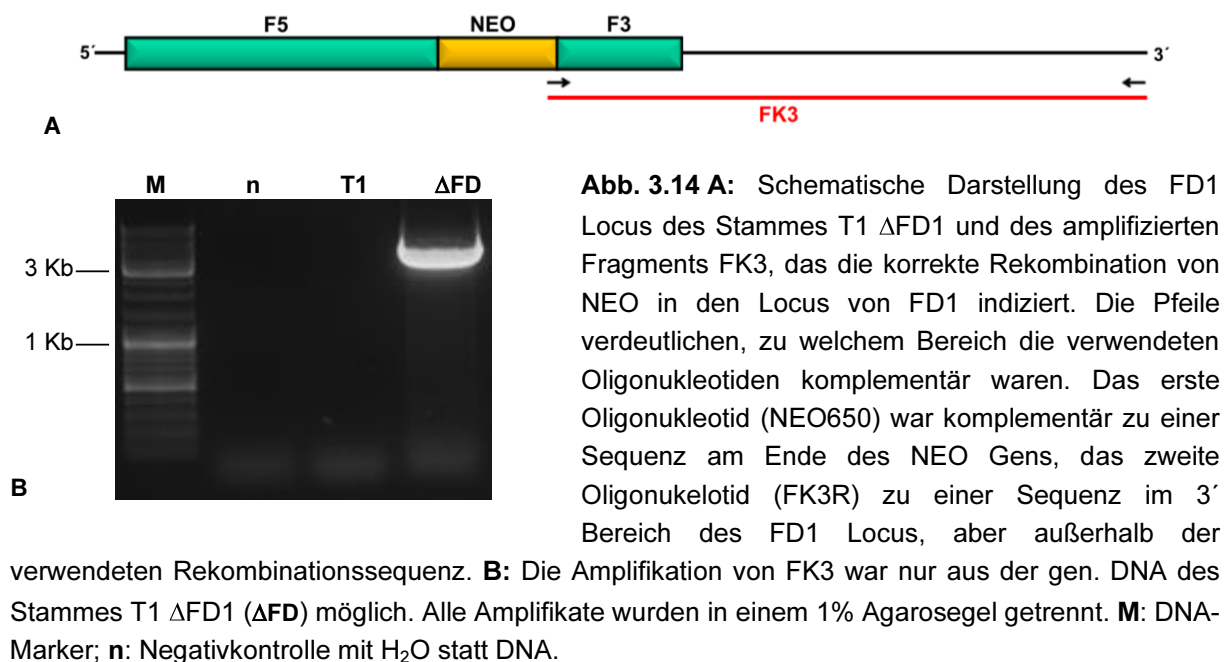 F5 NEO F3
5´ 3´
FK3
A
M n T1 ΔFD
3 Kb
1 Kb
B
Abb. 3.14 A: Schematische Darstellung des FD1
Locus des Stammes T1 ΔFD1 und des amplifizierten
Fragments FK3, das die korrekte Rekombination von
NEO in den Locus von FD1 indiziert. Die Pfeile
verdeutlichen, zu welchem Bereich die verwendeten
Oligonukleotiden komplementär waren. Das erste
Oligonukleotid (NEO650) war komplementär zu einer
Sequenz am Ende des NEO Gens, das zweite
Oligonukelotid (FK3R) zu einer Sequenz im 3´
Bereich des FD1 Locus, aber außerhalb der
verwendeten Rekombinationssequenz. B: Die Amplifikation von FK3 war nur aus der gen. DNA des
Stammes T1 ΔFD1 (ΔFD) möglich. Alle Amplifikate wurden in einem 1% Agarosegel getrennt. M: DNA-
Marker; n: Negativkontrolle mit H₂O statt DNA.